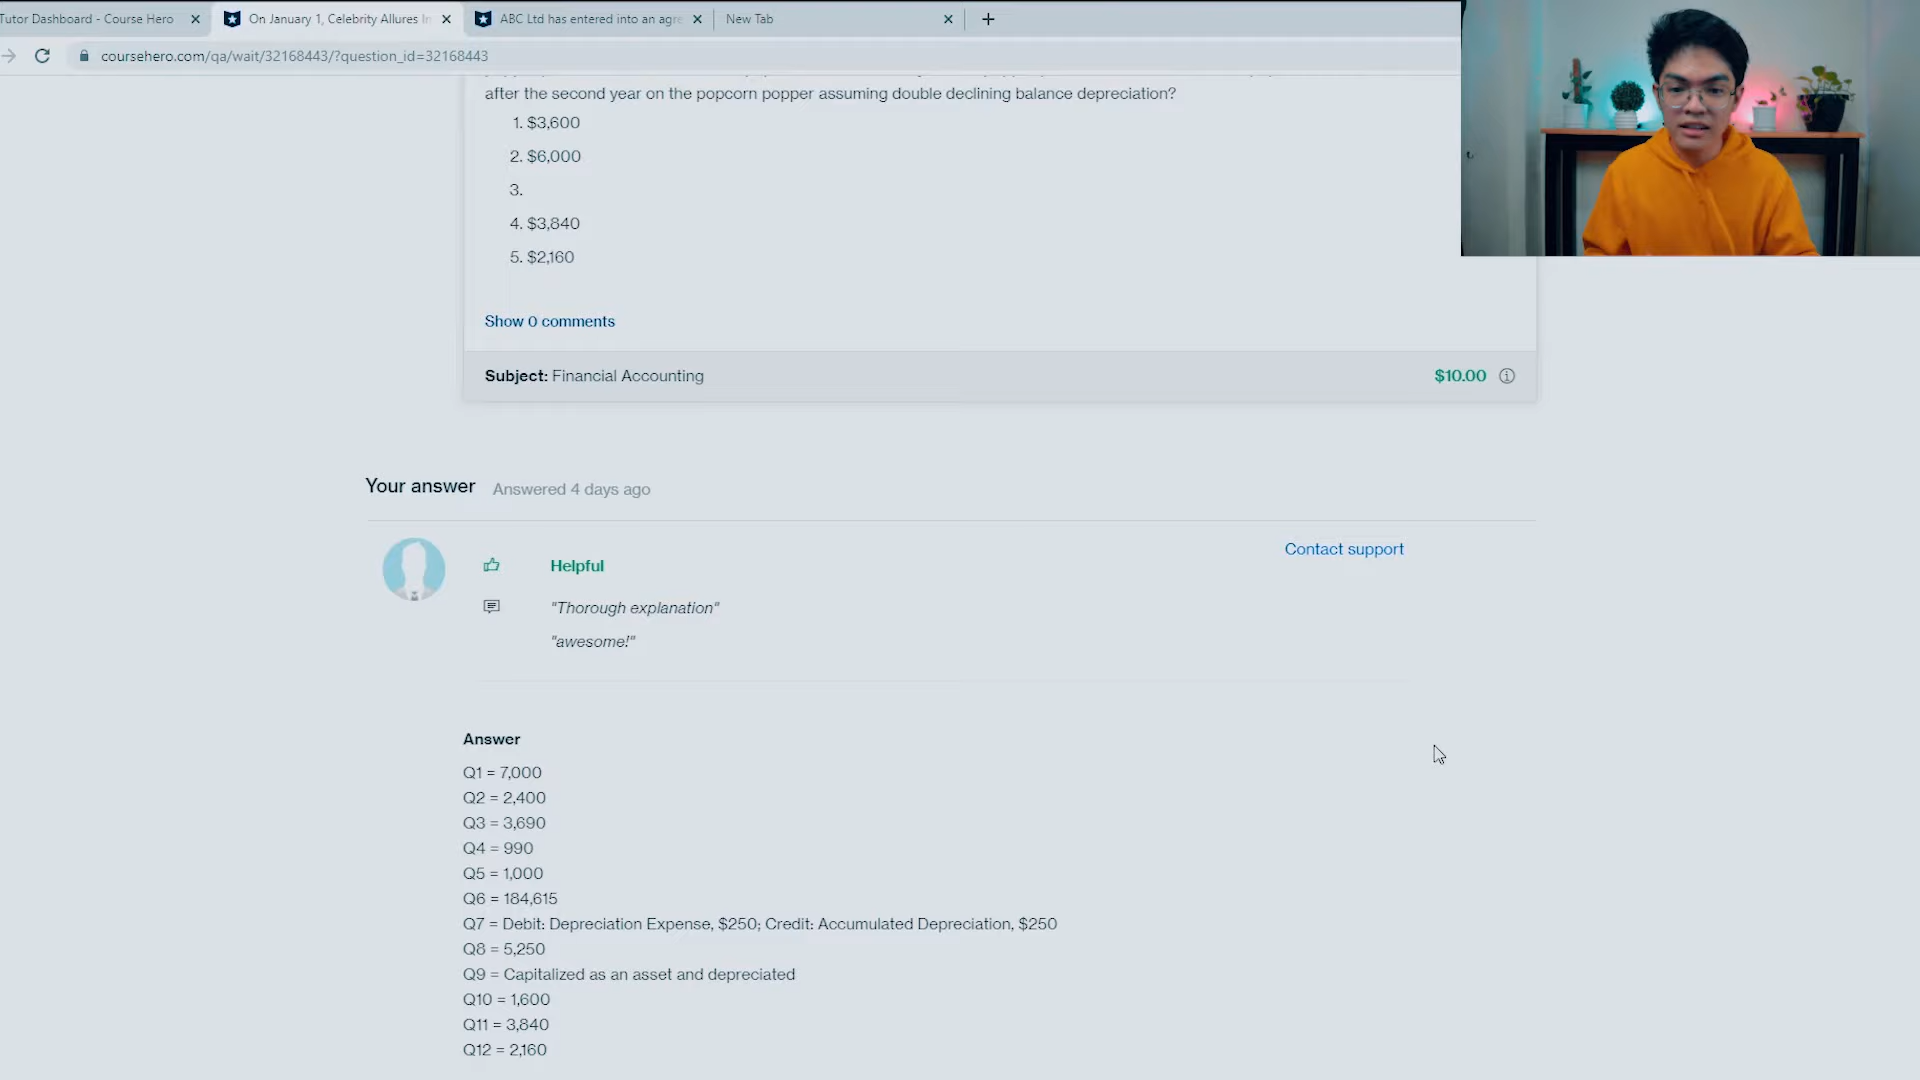 Tutor Dashboard - Course Hero
On January 1, Celebrity Allures In
ABC Ltd has entered into an agre
New Tab
coursehero.com/qa/wait/32168443/?question_id=32168443
after the second year on the popcorn popper assuming double declining balance depreciation?
1. $3,600
2. $6,000
3.
4. $3,840
5. $2,160
Show 0 comments
Subject: Financial Accounting
$10.00
Your answer
Answered 4 days ago
Contact support
Helpful
"Thorough explanation"
"awesome!"
Answer
Q1 = 7,000
Q2 = 2,400
Q3 = 3,690
Q4 = 990
Q5 = 1,000
Q6 = 184,615
Q7 = Debit: Depreciation Expense, $250; Credit: Accumulated Depreciation, $250
Q8 = 5,250
Q9 = Capitalized as an asset and depreciated
Q10 = 1,600
Q11 = 3,840
Q12 = 2,160